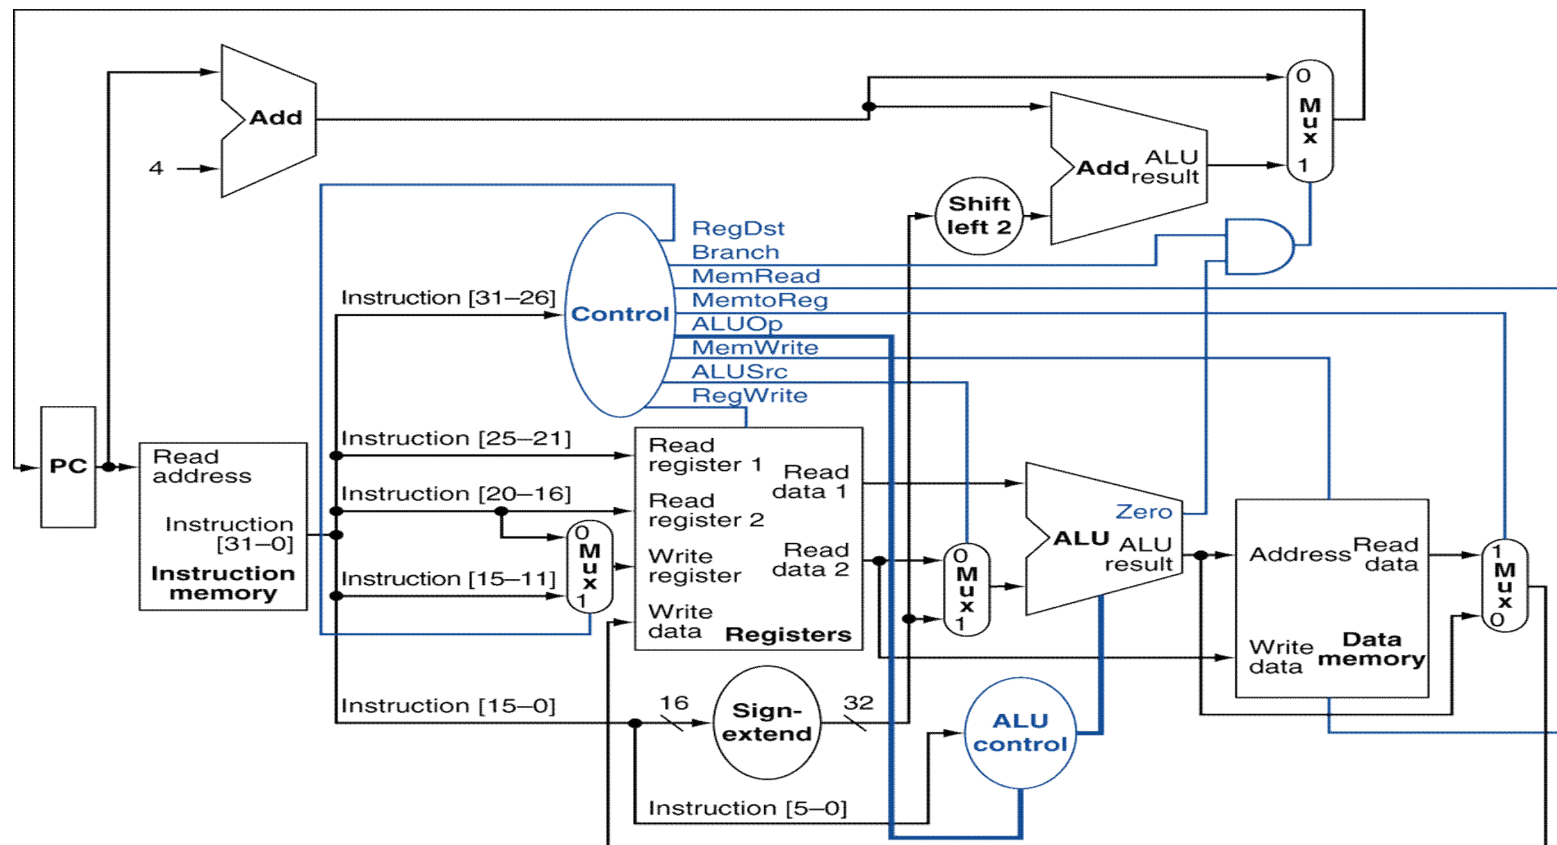 0
Mux
1
Add
4
Add
ALU
result
Shift
left 2
RegDst
Branch
MemRead
MemtoReg
ALUOp
MemWrite
ALUSrc
RegWrite
Instruction [31–26]
Control
PC
Read
address
Instruction
[31–0]
Instruction
memory
Instruction [25–21]
Instruction [20–16]
Instruction [15–11]
0
Mux
1
Read
register 1
Read
register 2
Write
register
Write
data
Read
data 1
Read
data 2
Registers
0
Mux
1
Zero
ALU
ALU
result
Address
Read
data
Write
data
Data
memory
1
Mux
0
Instruction [15–0]
16
Sign-
extend
32
ALU
control
Instruction [5–0]